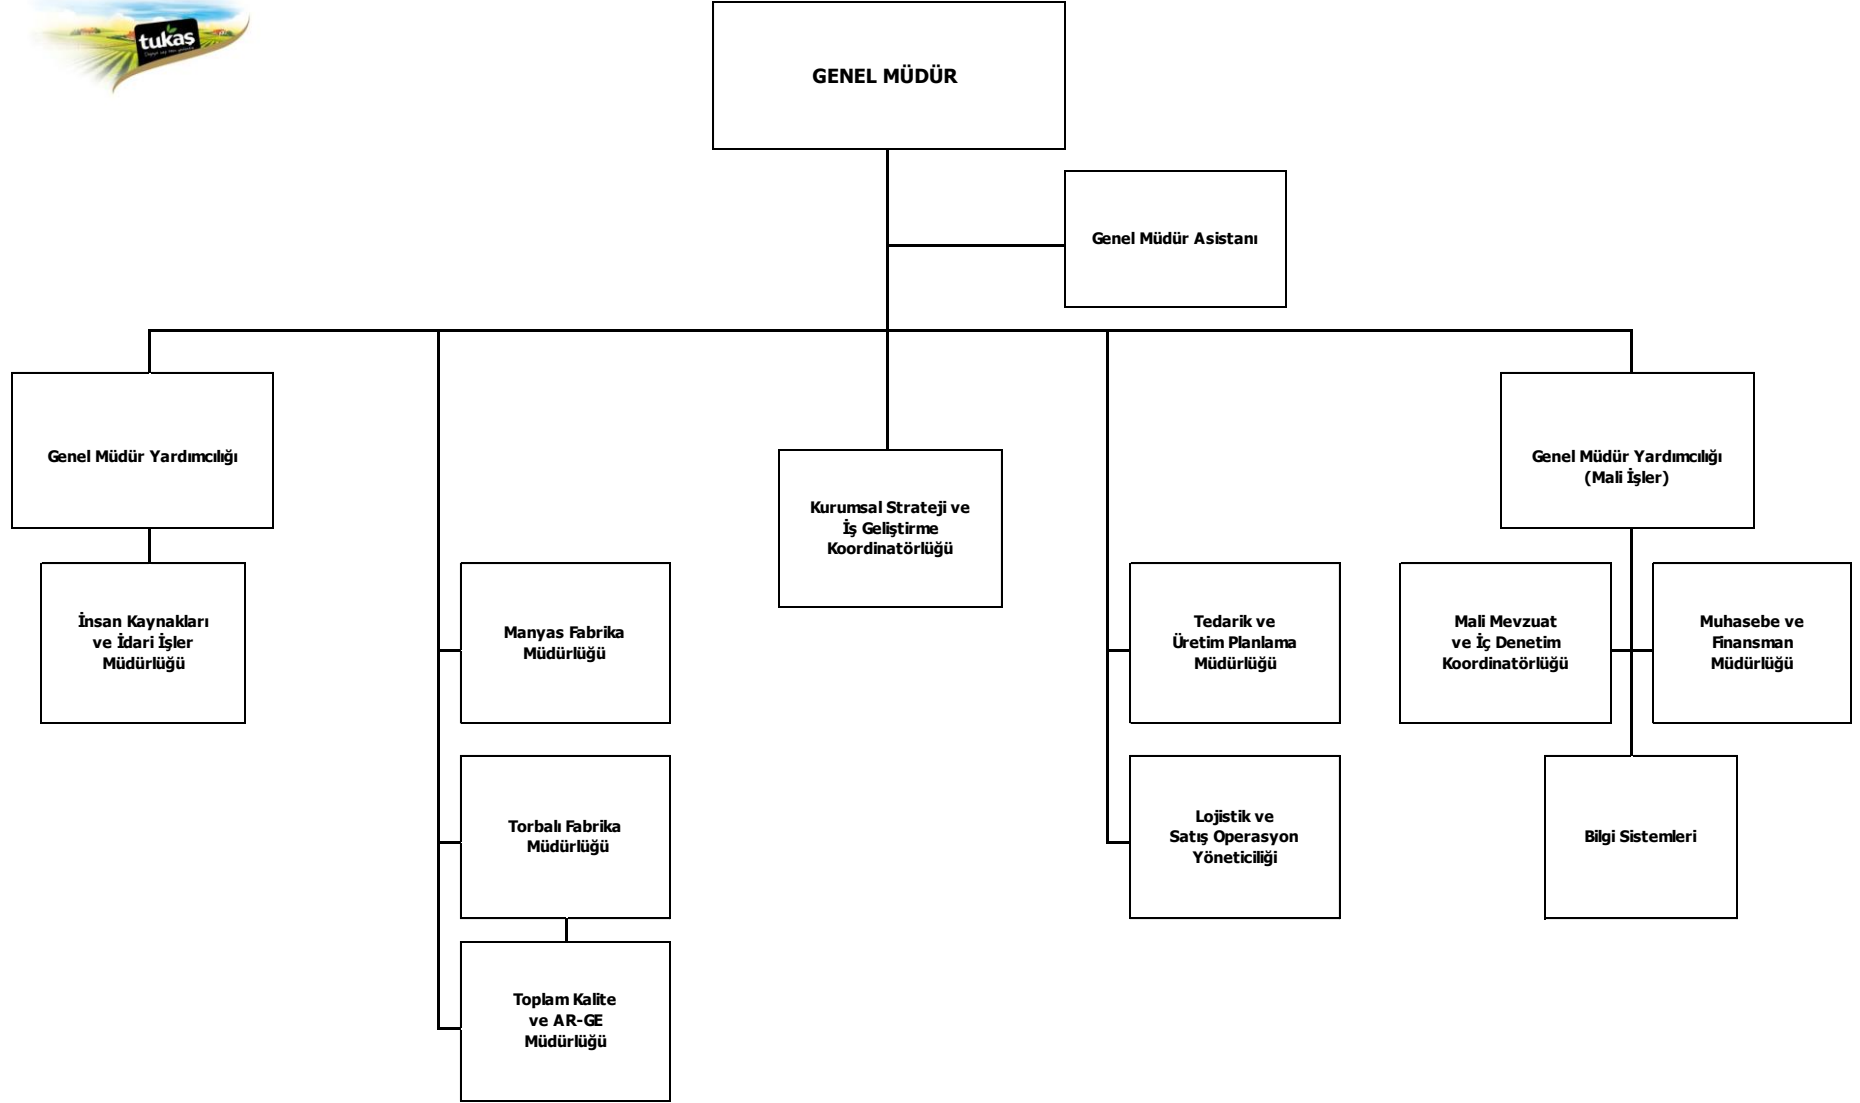 tukaş
GENEL MÜDÜR
Genel Müdür Asistanı
Genel Müdür Yardımcılığı
Genel Müdür Yardımcılığı
(Mali İşler)
Kurumsal Strateji ve
İş Geliştirme
Koordinatörlüğü
İnsan Kaynakları
ve İdari İşler
Müdürlüğü
Manyas Fabrika
Müdürlüğü
Tedarik ve
Üretim Planlama
Müdürlüğü
Mali Mevzuat
ve İç Denetim
Koordinatörlüğü
Muhasebe ve
Finansman
Müdürlüğü
Torbalı Fabrika
Müdürlüğü
Lojistik ve
Satış Operasyon
Yöneticiliği
Bilgi Sistemleri
Toplam Kalite
ve AR-GE
Müdürlüğü